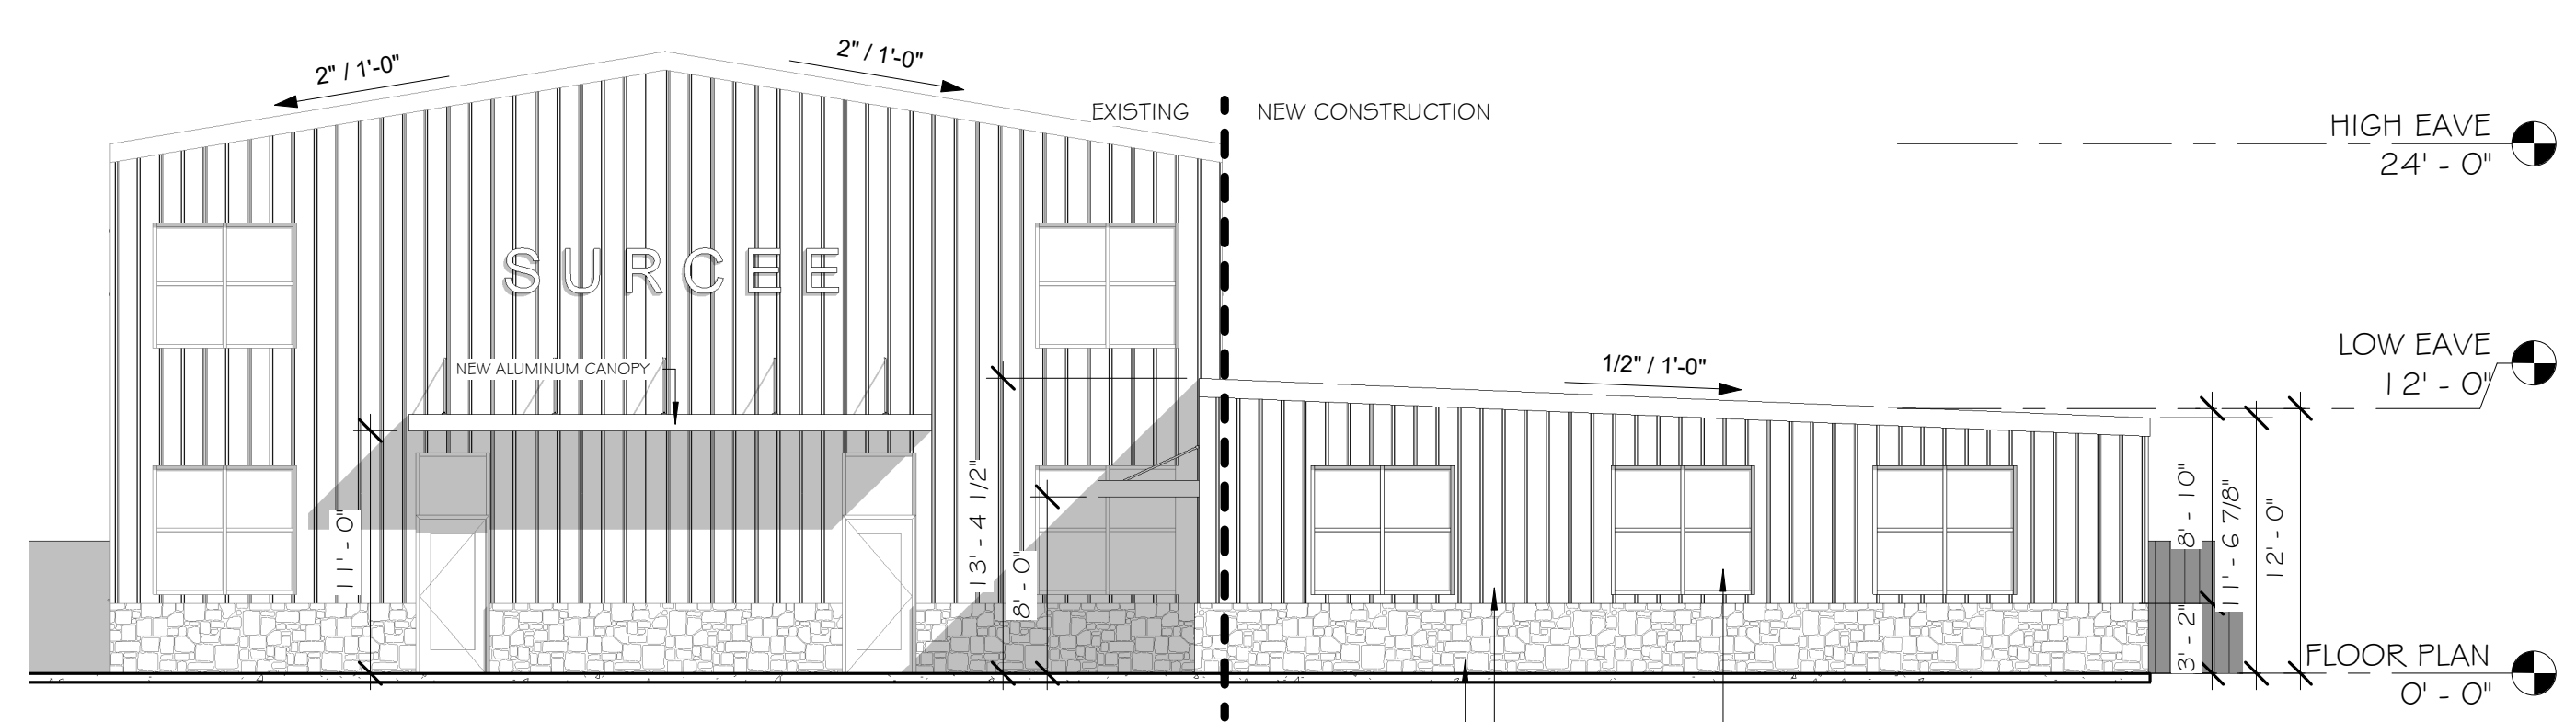 2" / 1'-0"
2" / 1'-0"
EXISTING
NEW CONSTRUCTION
HIGH EAVE
24' - 0"
SURCEE
NEW ALUMINUM CANOPY
1/2" / 1'-0"
LOW EAVE
12' - 0"
11' - 0"
13' - 4 1/2"
8' - 0"
8' - 10"
3' - 2"
11' - 6 7/8"
12' - 0"
FLOOR PLAN
0' - 0"